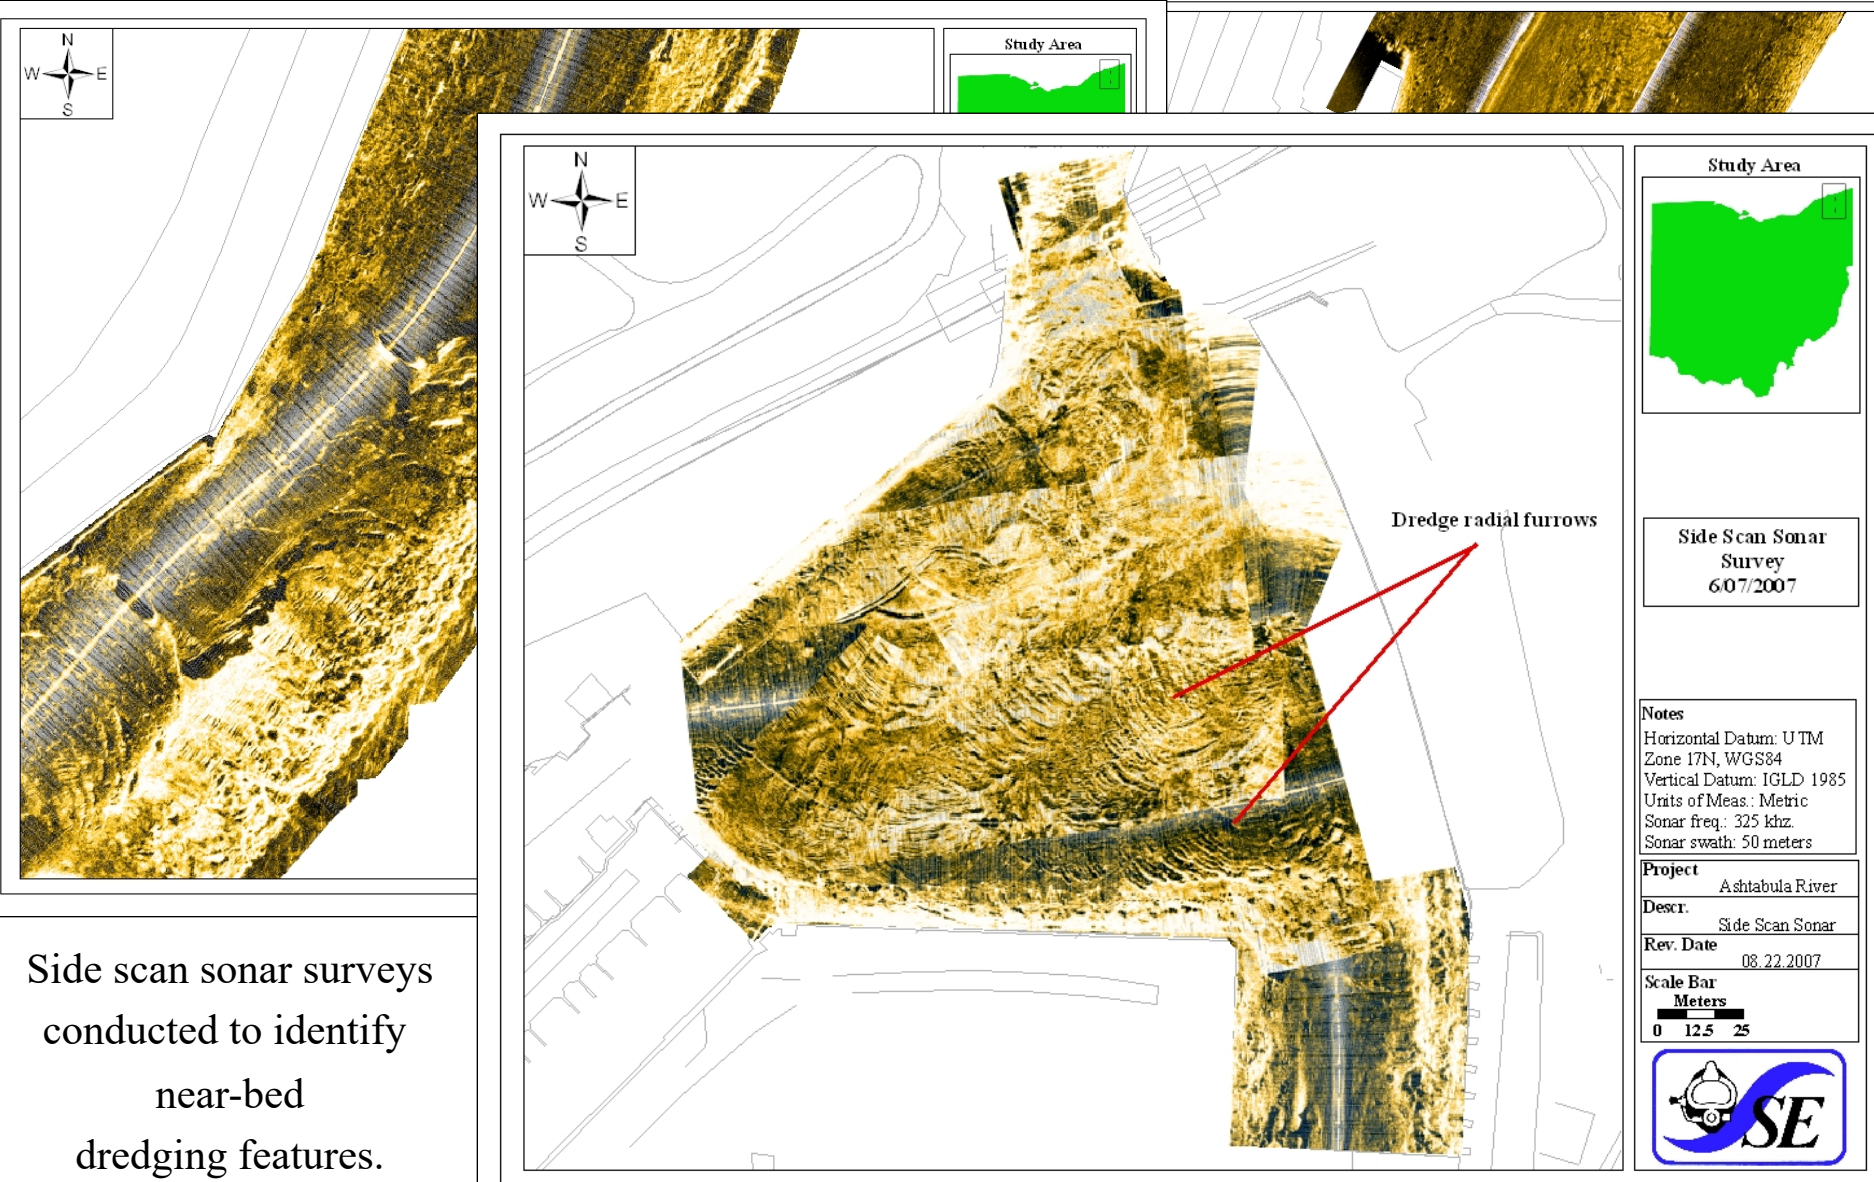 N
W E
S
Study Area
N
W E
S
Dredge radial furrows
Study Area
Side Scan Sonar
Survey
6/07/2007
Notes
Horizontal Datum: UTM
Zone 17N, WGS84
Vertical Datum: IGLD 1985
Units of Meas.: Metric
Sonar freq.: 325 khz.
Sonar swath: 50 meters
Project
Ashtabula River
Descr.
Side Scan Sonar
Rev. Date
08.22.2007
Scale Bar
Meters
0 12.5 25
SE
Side scan sonar surveys
conducted to identify
near-bed
dredging features.